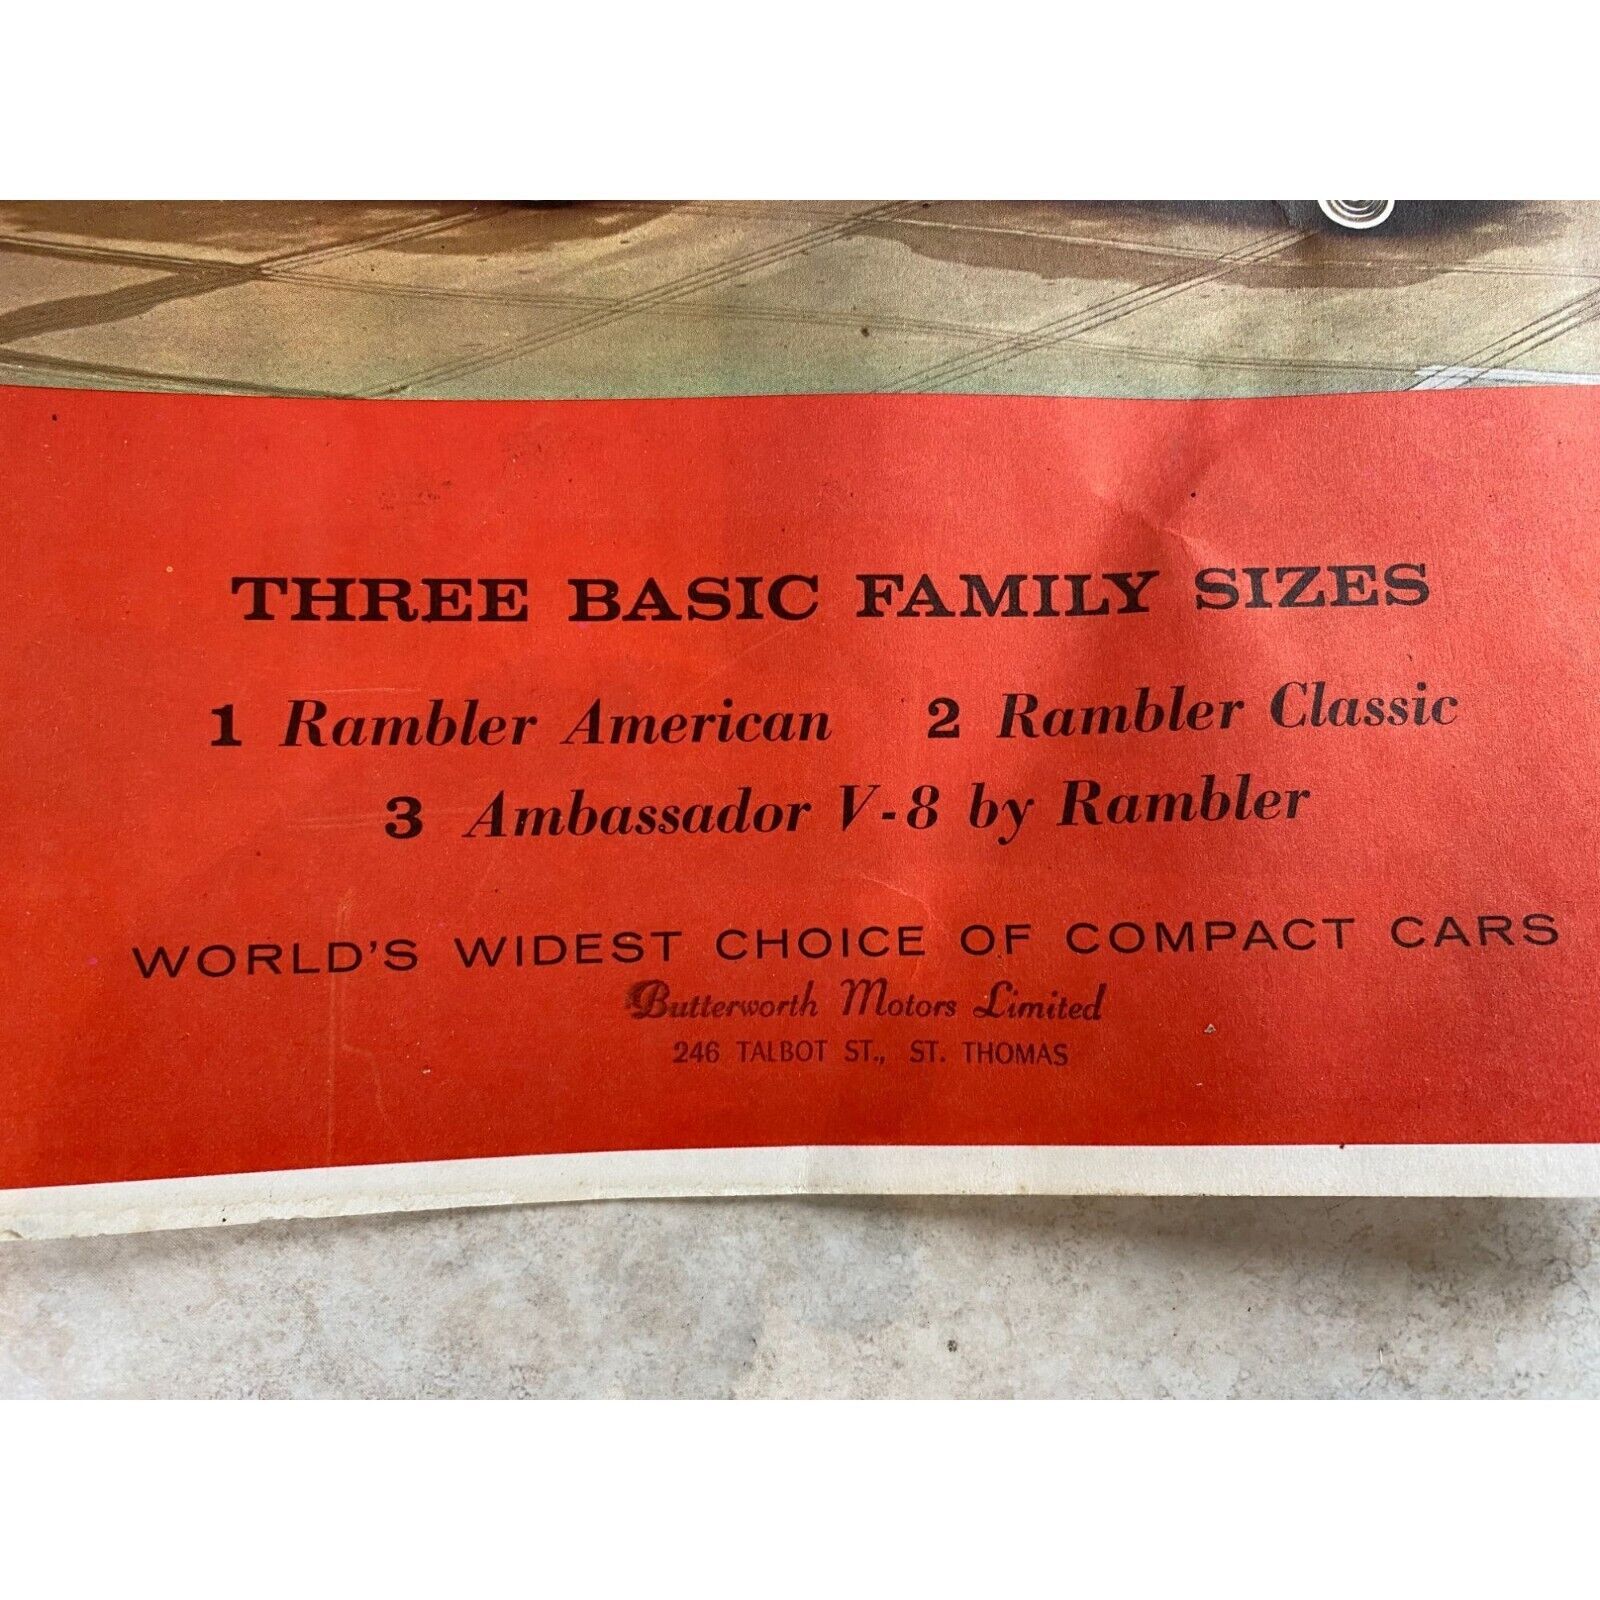 THREE BASIC FAMILY SIZES
1 Rambler American 2 Rambler Classic
3 Ambassador V-8 by Rambler
WORLD'S WIDEST CHOICE OF COMPACT CARS
Butterworth Motors Limited
246 TALBOT ST., ST. THOMAS